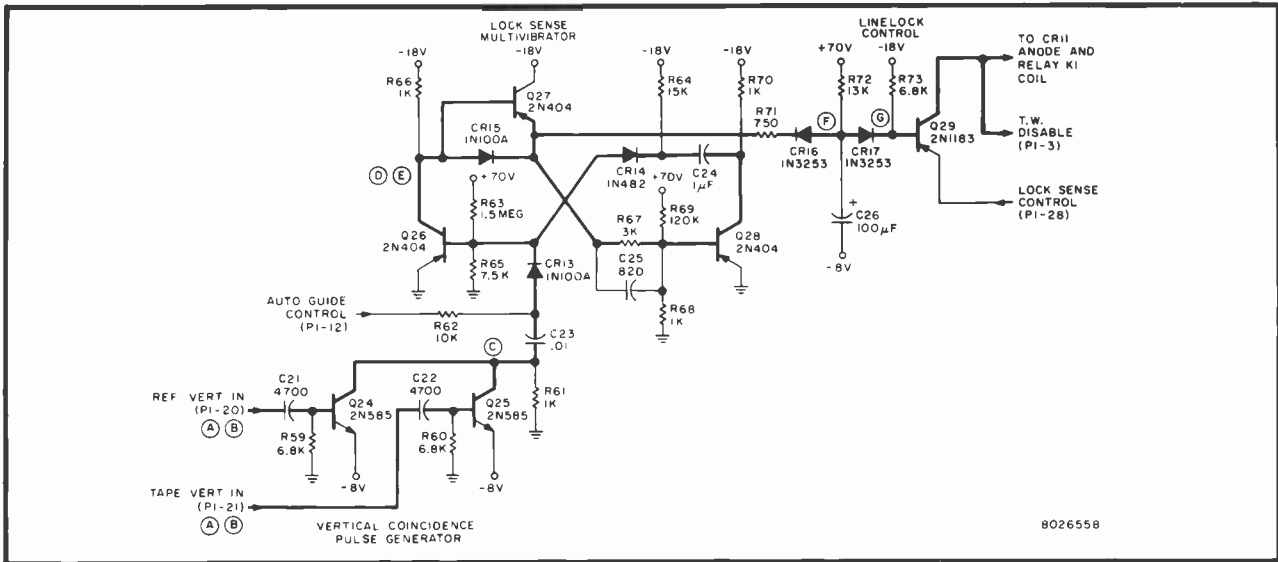 LOCK SENSE
MULTIVIBRATOR
LINELOCK
CONTROL
-18V
-18V
-18V
-18V
+70V
-18V
TO CR11
ANODE AND
RELAY K1
COIL
R66
1K
Q27
2N404
R64
15K
R70
1K
R72
13K
R73
6.8K
R71
750
F
G
Q29
2N1183
T.W.
DISABLE
(P1-3)
CR15
1N100A
CR16
1N3253
CR17
1N3253
D E
+70V
CR14
1N482
C24
1µF
+70V
R63
1.5MEG
R69
120K
+
C26
100µF
LOCK SENSE
CONTROL
(P1-28)
R67
3K
Q26
2N404
Q28
2N404
R65
7.5K
CR13
1N100A
C25
820
-8V
AUTO GUIDE
CONTROL
(P1-12)
R62
10K
R68
1K
C23
.01
C
C21
4700
C22
4700
R61
1K
REF VERT IN
(P1-20)
A B
Q24
2N585
Q25
2N585
R59
6.8K
R60
6.8K
-8V
-8V
TAPE VERT IN
(P1-21)
A B
VERTICAL COINCIDENCE
PULSE GENERATOR
8026558